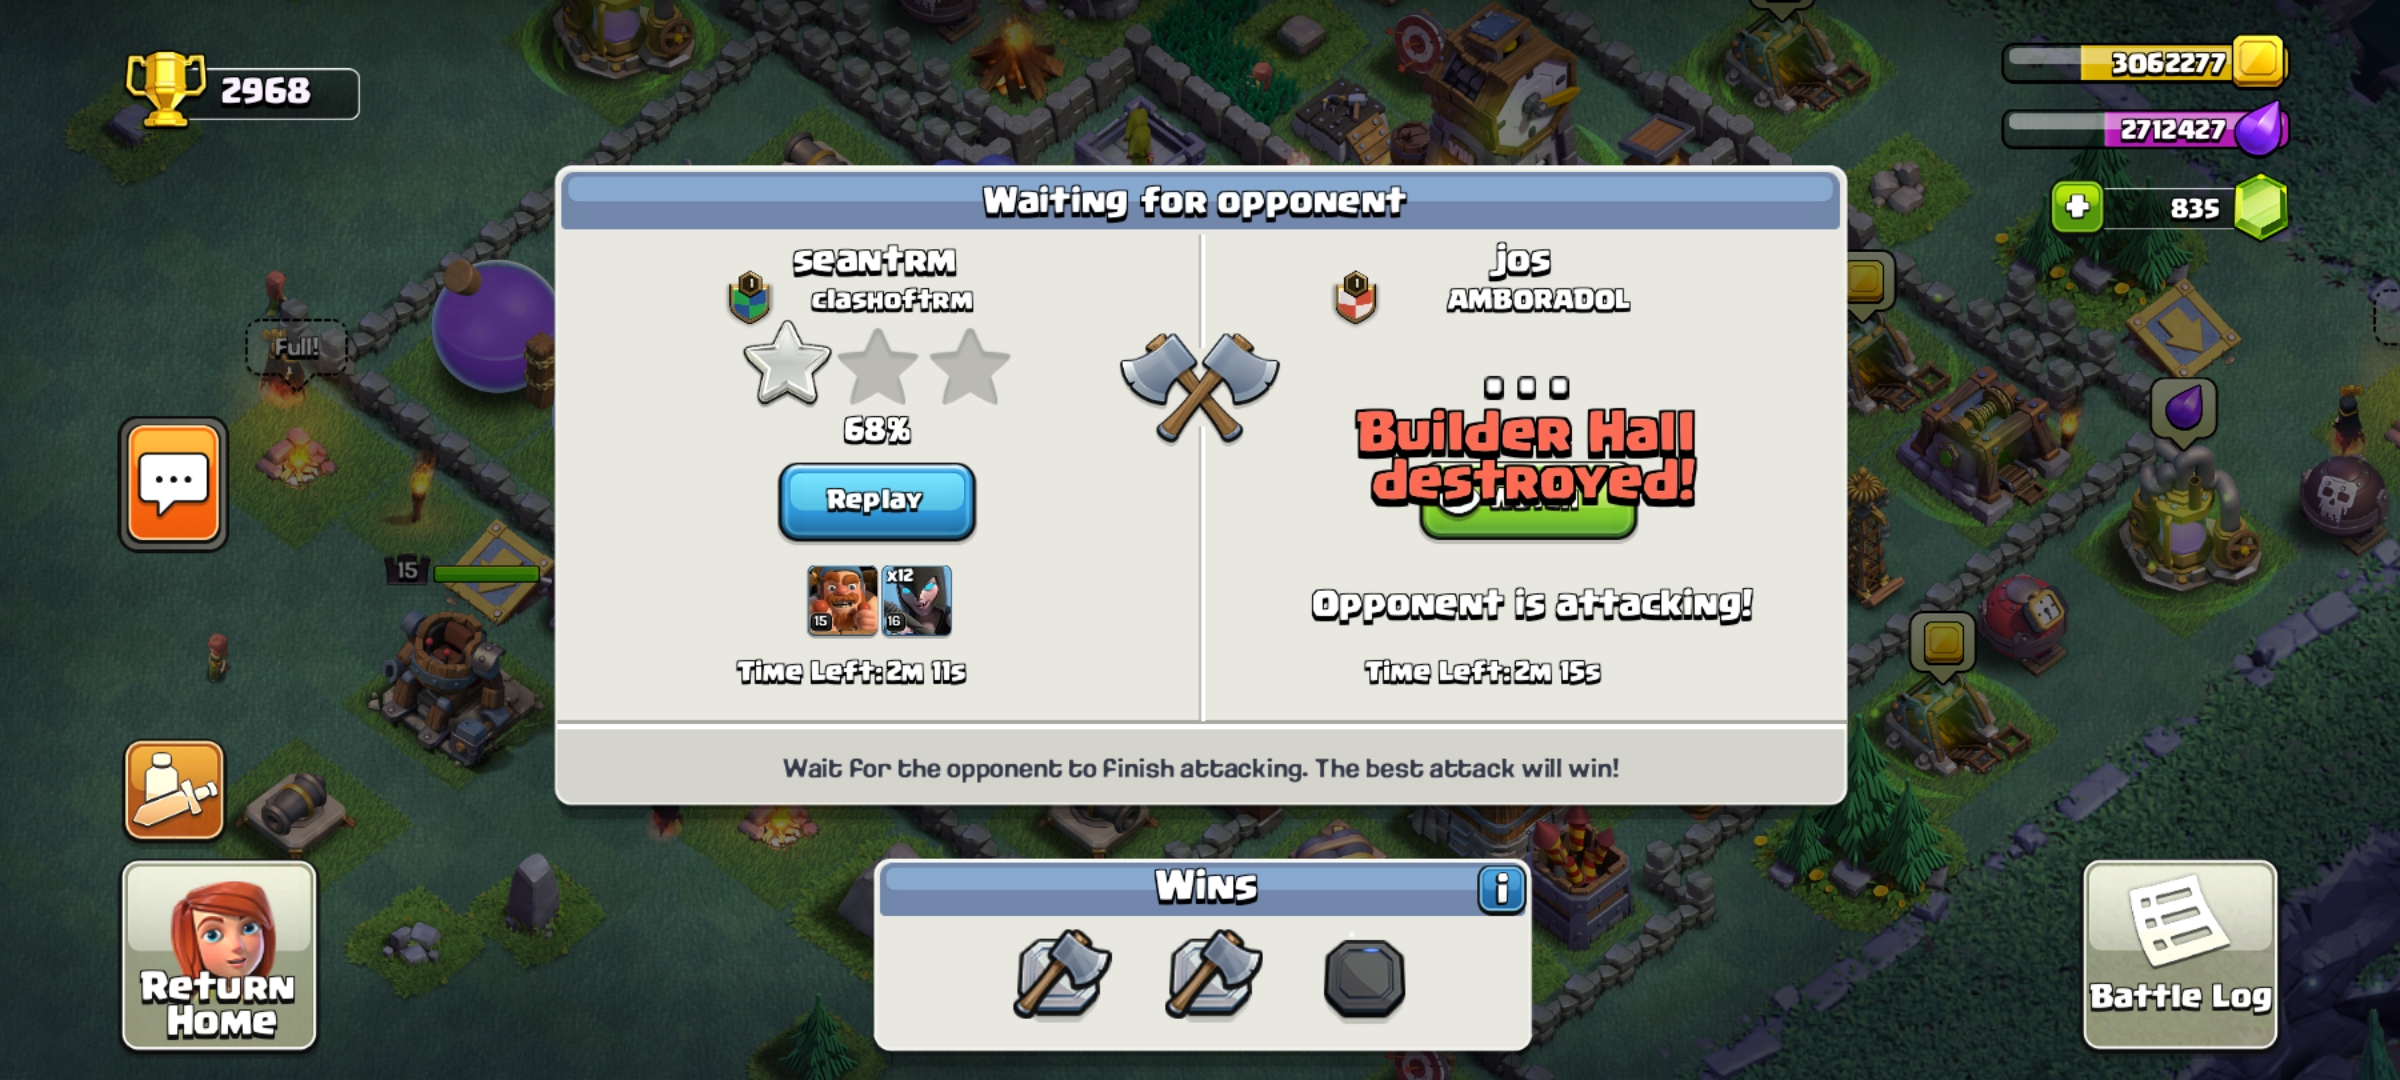 2968
3062277
2712427
835
Waiting for opponent
seantrm
clashoftrm
jos
AMBORADOL
68%
Builder Hall
destroyed!
Replay
x12
15
16
Opponent is attacking!
Time Left: 2m 11s
Time Left: 2m 15s
Wait for the opponent to finish attacking. The best attack will win!
Full!
15
Wins
i
Return
Home
Battle Log